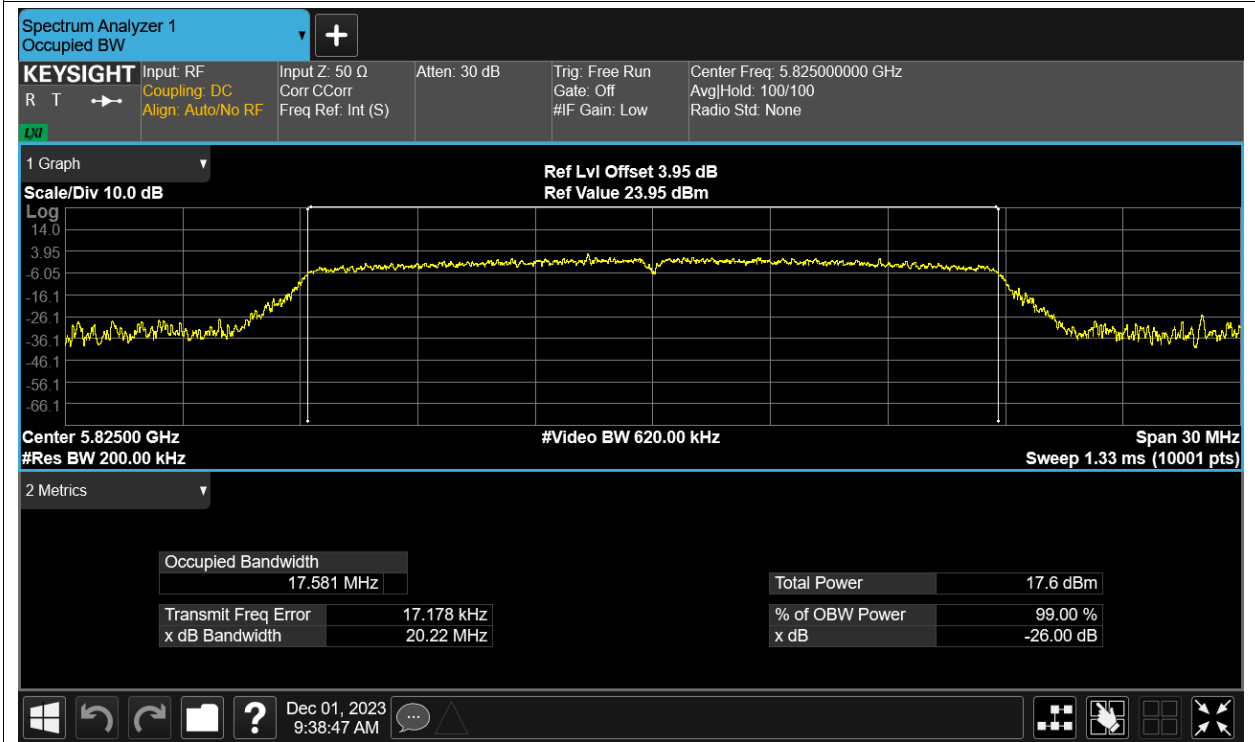 Spectrum Analyzer 1
Occupied BW
KEYSIGHT
R T
LXI
Input: RF
Coupling: DC
Align: Auto/No RF
Input Z: 50 Ω
Corr CCorr
Freq Ref: Int (S)
Atten: 30 dB
Trig: Free Run
Gate: Off
#IF Gain: Low
Center Freq: 5.825000000 GHz
Avg|Hold: 100/100
Radio Std: None
1 Graph
Scale/Div 10.0 dB
Ref Lvl Offset 3.95 dB
Ref Value 23.95 dBm
Log
14.0
3.95
-6.05
-16.1
-26.1
-36.1
-46.1
-56.1
-66.1
Center 5.82500 GHz
#Res BW 200.00 kHz
#Video BW 620.00 kHz
Span 30 MHz
Sweep 1.33 ms (10001 pts)
2 Metrics
Occupied Bandwidth
17.581 MHz
Transmit Freq Error 17.178 kHz
x dB Bandwidth 20.22 MHz
Total Power 17.6 dBm
% of OBW Power 99.00 %
x dB -26.00 dB
?
Dec 01, 2023
9:38:47 AM